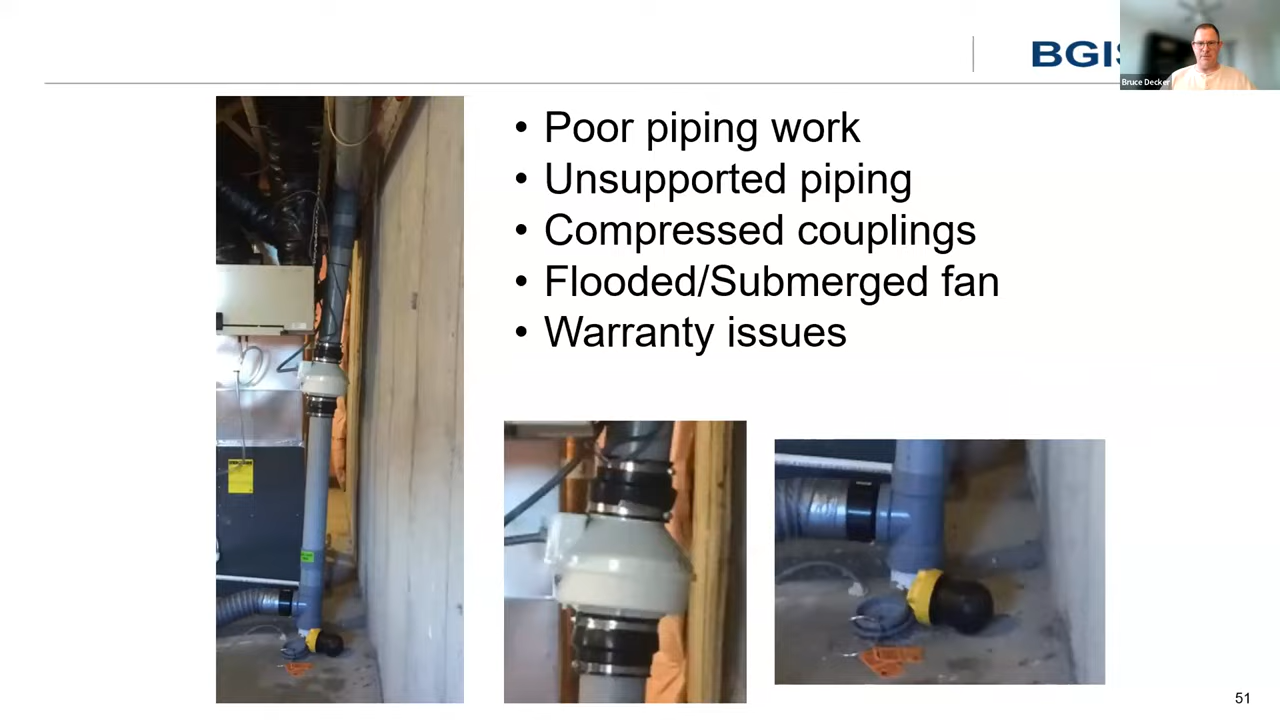 BGIS
Bruce Decker
• Poor piping work
• Unsupported piping
• Compressed couplings
• Flooded/Submerged fan
• Warranty issues
51